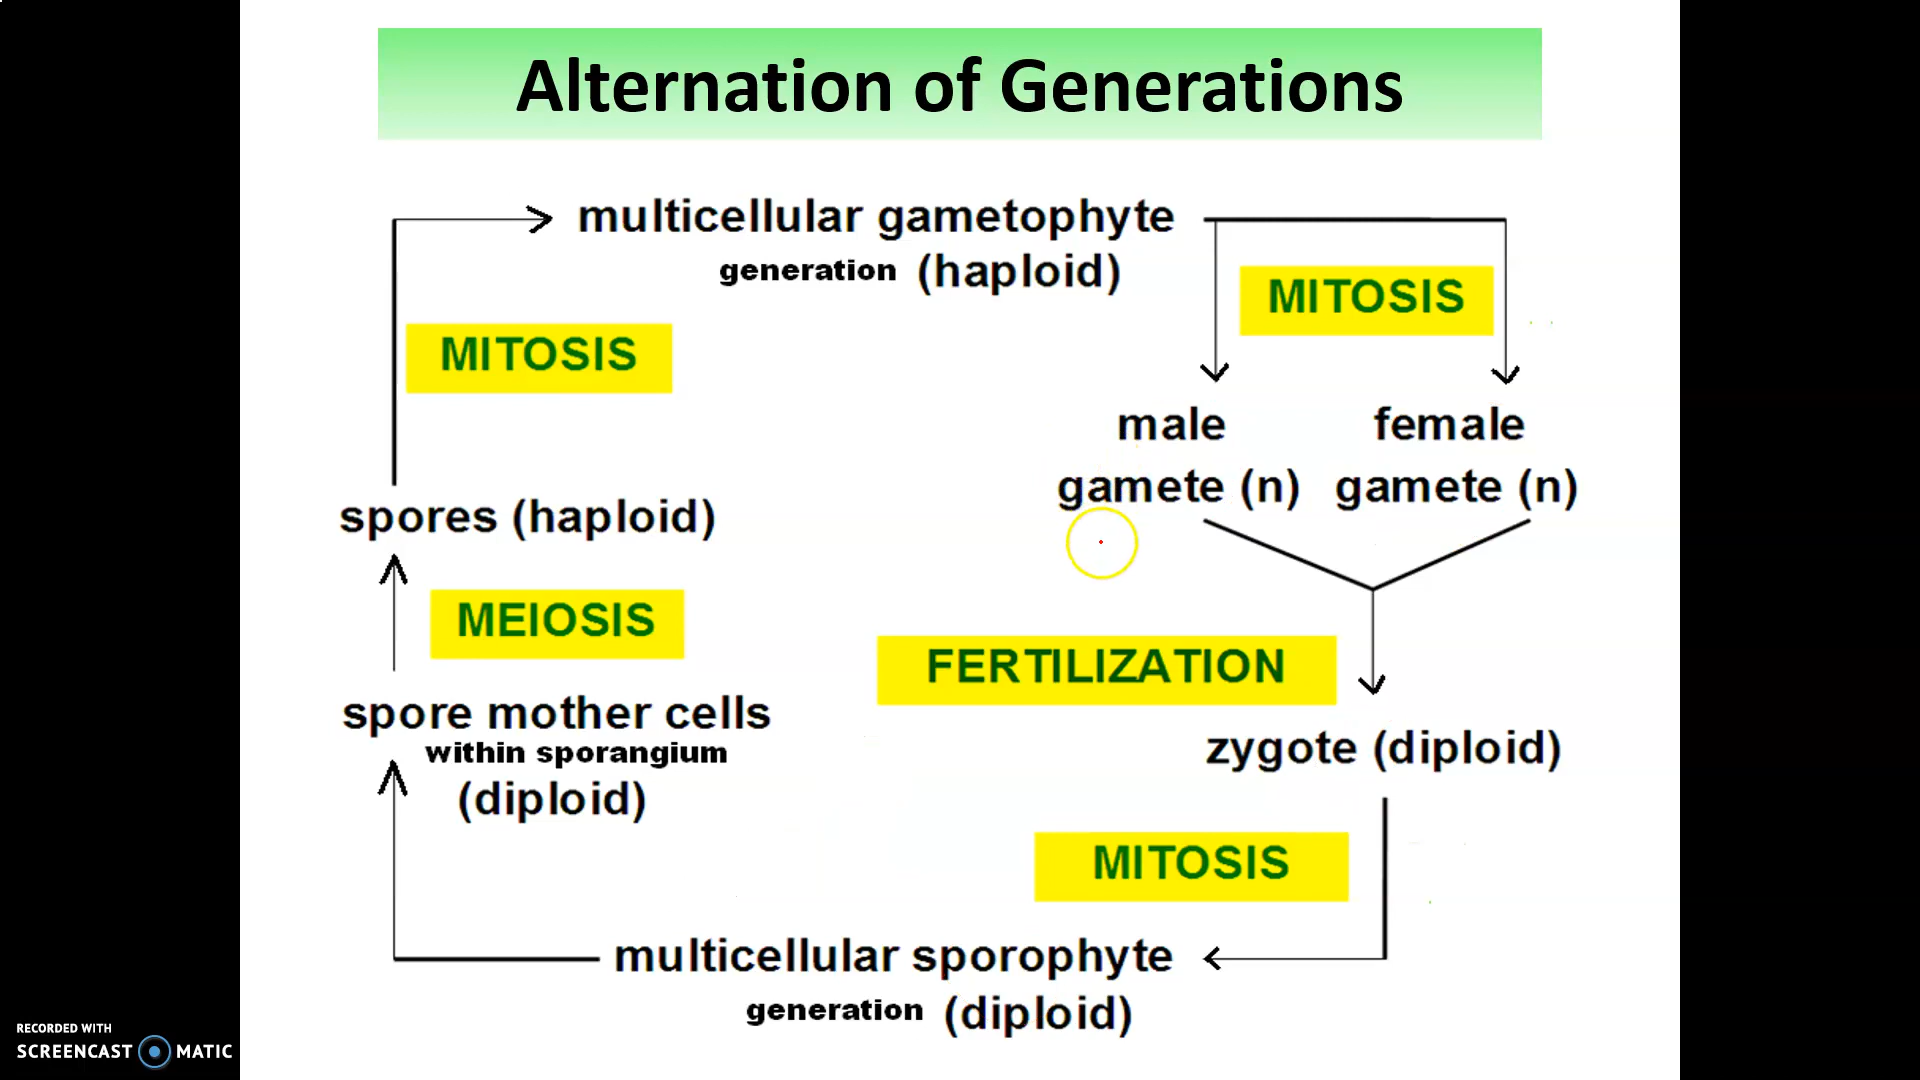 Alternation of Generations
multicellular gametophyte
generation (haploid)
MITOSIS
MITOSIS
male female
gamete (n) gamete (n)
spores (haploid)
MEIOSIS
FERTILIZATION
spore mother cells
within sporangium
(diploid)
zygote (diploid)
MITOSIS
multicellular sporophyte
generation (diploid)
RECORDED WITH
SCREENCAST MATIC